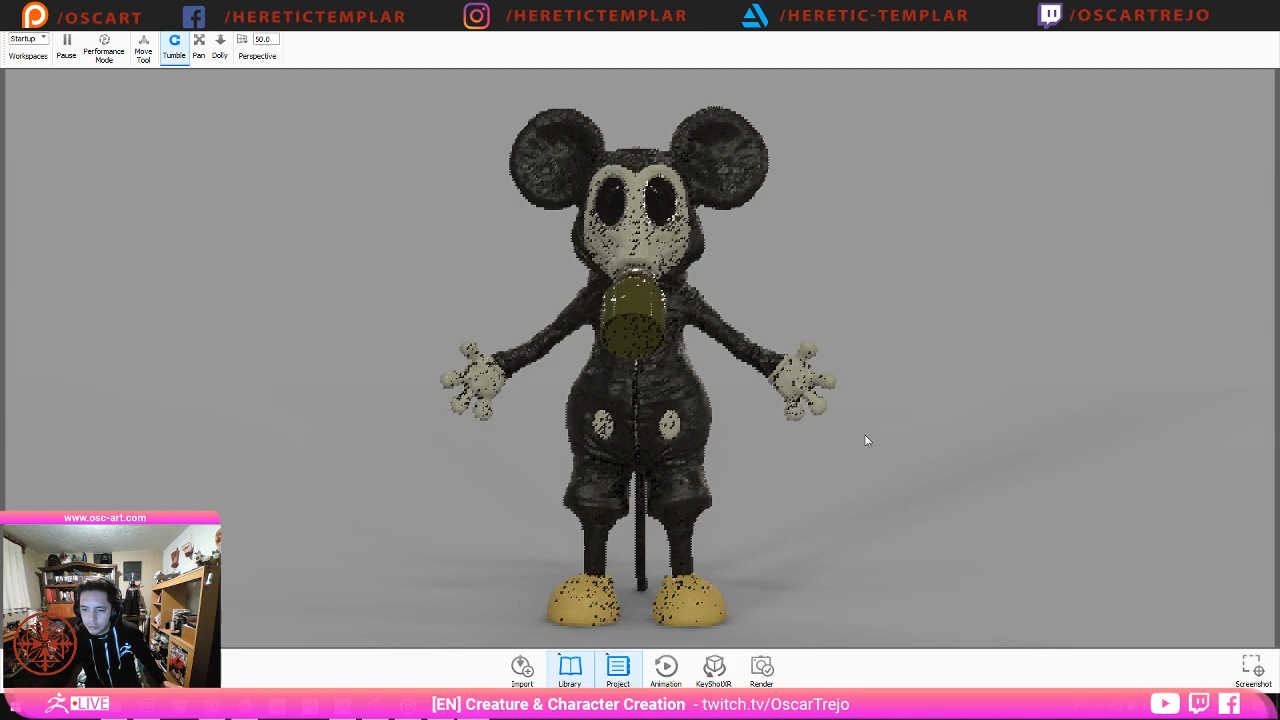 /OSCART
/HERETICTEMPLAR
/HERETICTEMPLAR
/HERETIC-TEMPLAR
/OSCARTREJO
Startup
50.0
Workspaces
Pause
Performance
Mode
Move
Tool
Tumble
Pan
Dolly
Perspective
www.osc-art.com
Import
Library
Project
Animation
KeyShotXR
Render
Screenshot
LIVE
[EN] Creature & Character Creation - twitch.tv/OscarTrejo